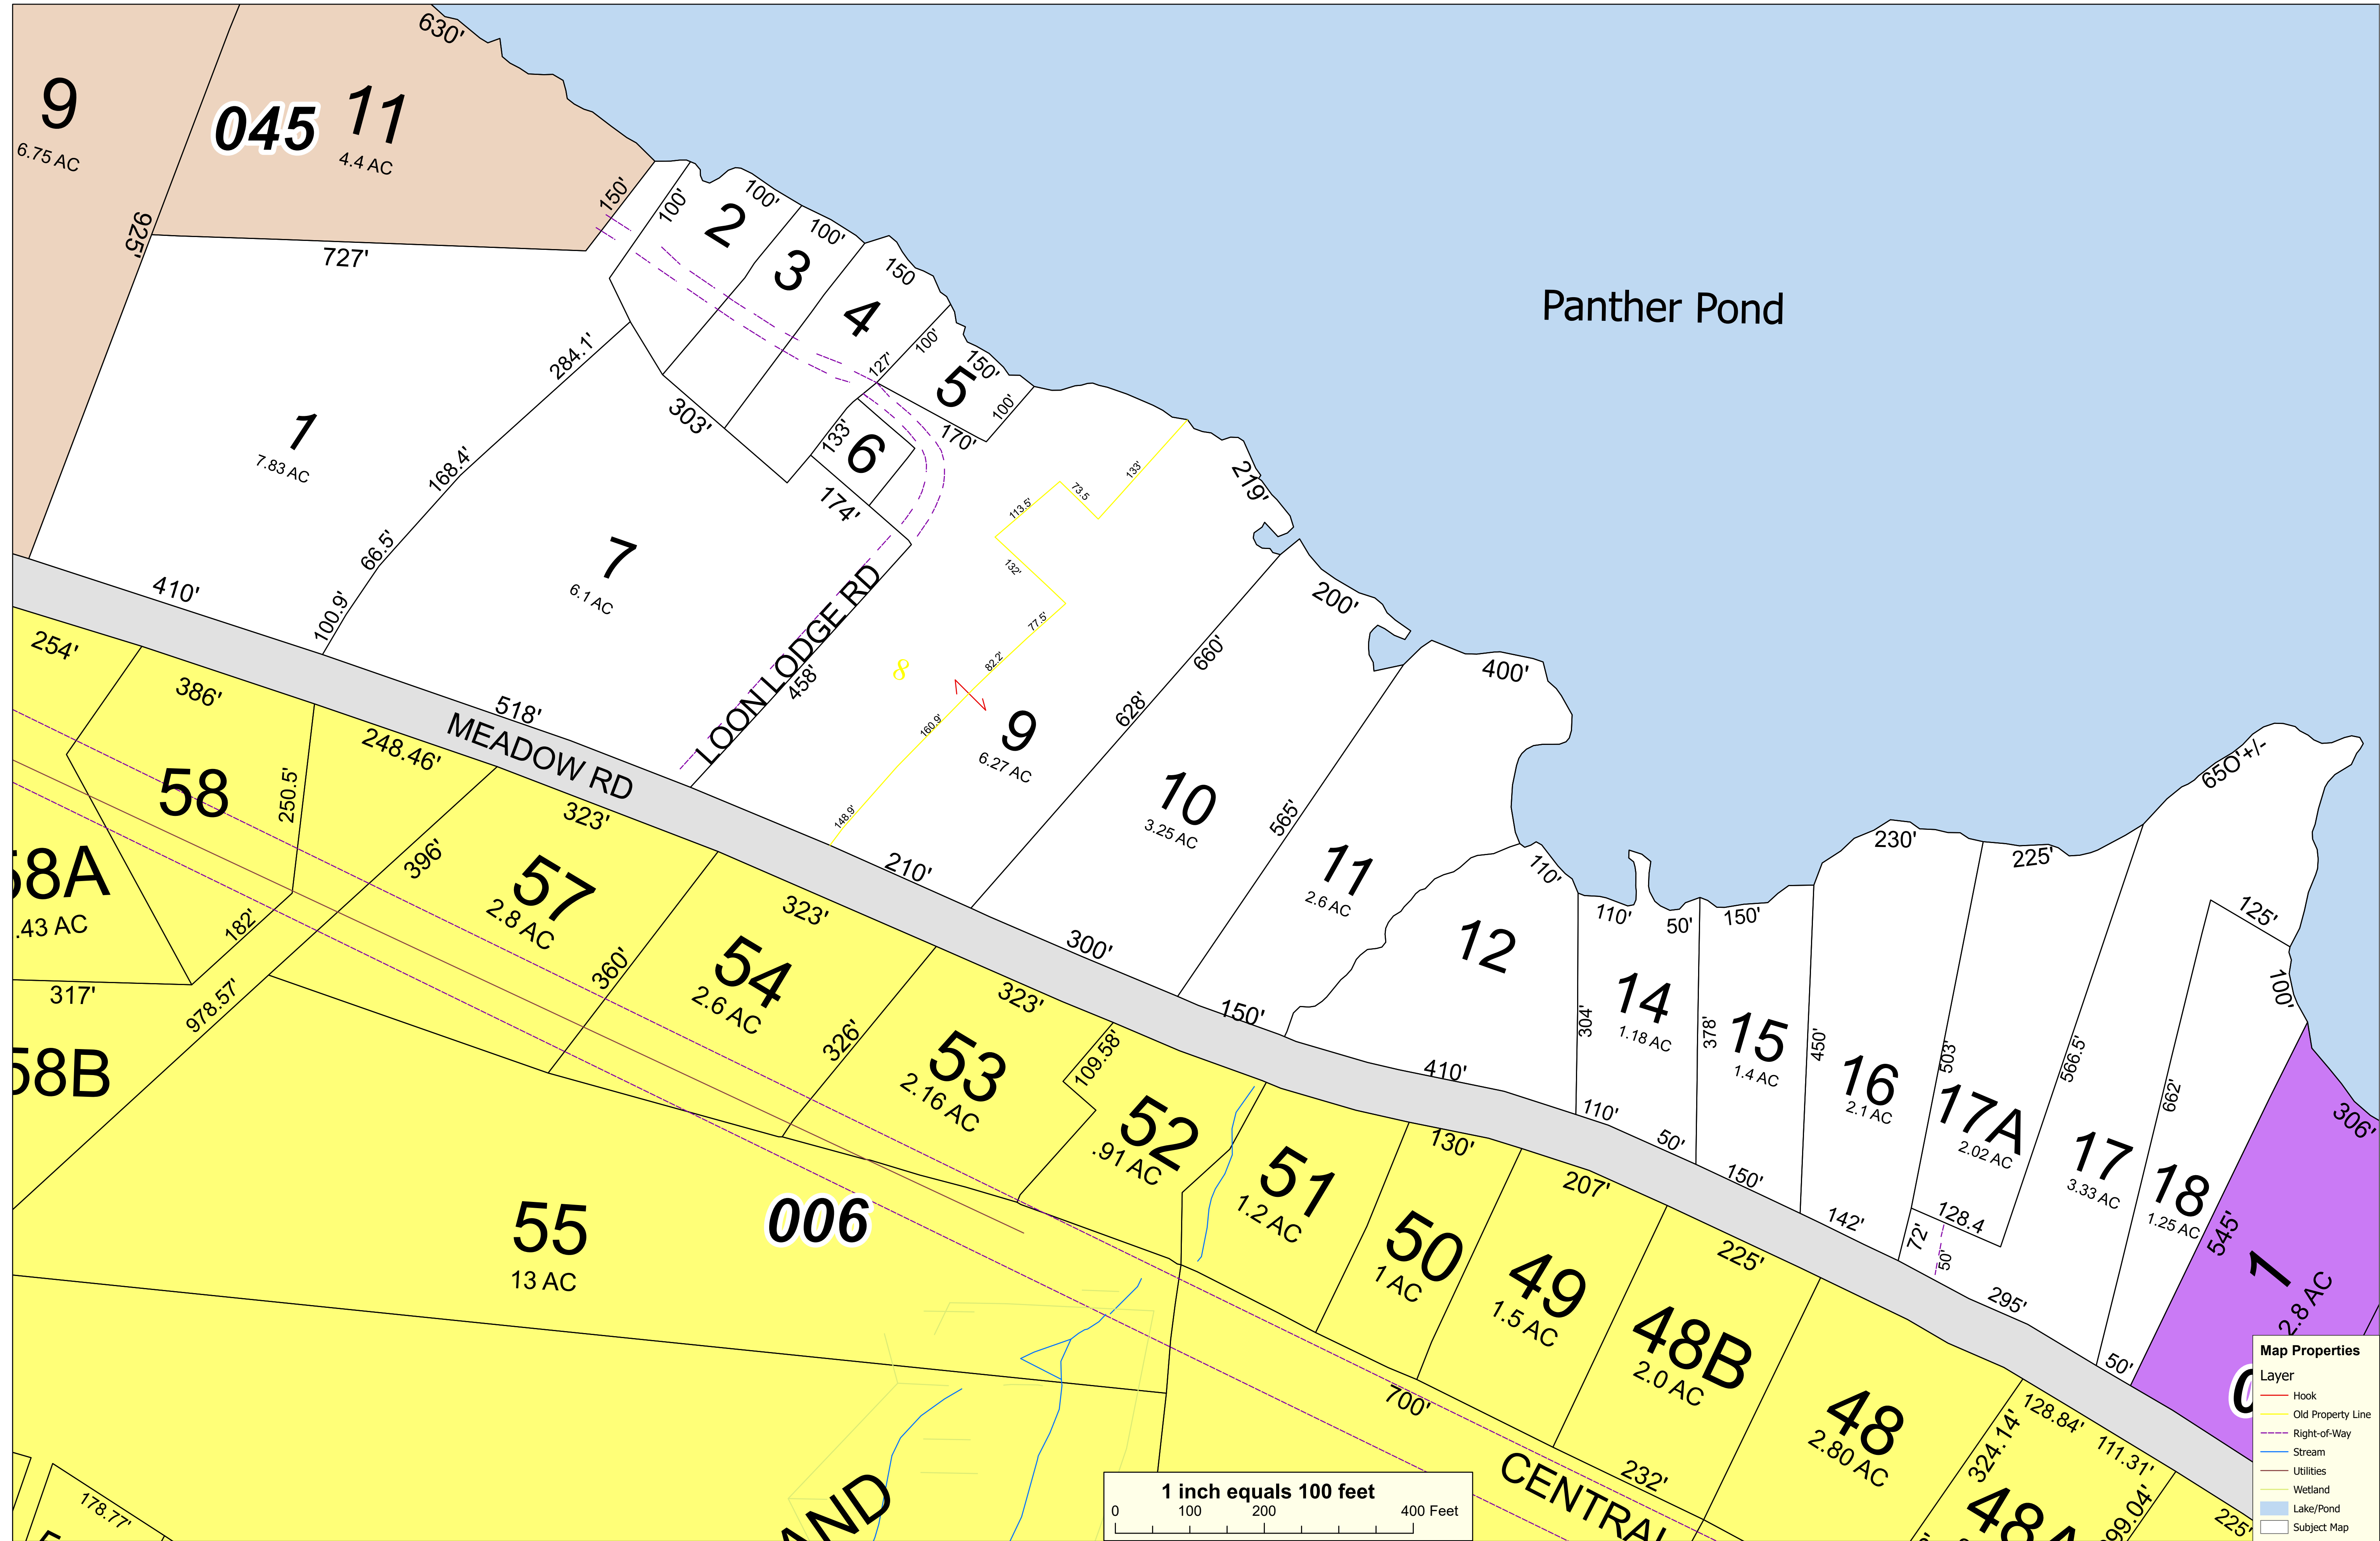 630'
9
6.75 AC
045
11
4.4 AC
925'
727'
150'
100'
2
100'
3
100'
4
150
127'
100'
5
150'
100'
170'
Panther Pond
1
7.83 AC
284.1'
168.4'
66.5'
100.9'
410'
303'
133'
6
174'
7
6.1 AC
518'
LOON LODGE RD
458'
MEADOW RD
8
113.5'
73.5
133'
132'
77.5'
82.2'
160.9'
148.9'
219'
9
6.27 AC
210'
628'
660'
200'
10
3.25 AC
300'
565'
400'
11
2.6 AC
150'
110'
12
410'
304'
110'
50'
14
1.18 AC
110'
50'
378'
150'
15
1.4 AC
150'
450'
230'
16
2.1 AC
142'
503'
225'
17A
2.02 AC
566.5'
128.4
72'
50'
65O'+/-
17
3.33 AC
295'
662'
125'
100'
18
1.25 AC
50'
545'
306'
1
2.8 AC
254'
386'
58
250.5'
248.46'
58A
.43 AC
182'
317'
978.57'
58B
396'
323'
57
2.8 AC
360'
323'
54
2.6 AC
326'
323'
53
2.16 AC
109.58'
52
.91 AC
51
1.2 AC
130'
50
1 AC
207'
49
1.5 AC
225'
48B
2.0 AC
48
2.80 AC
128.84'
111.31'
324.14'
48A
99.04'
225'
55
13 AC
006
700'
232'
CENTRAL
AND
178.77'
1 inch equals 100 feet
0 100 200 400 Feet
Map Properties
Layer
Hook
Old Property Line
Right-of-Way
Stream
Utilities
Wetland
Lake/Pond
Subject Map